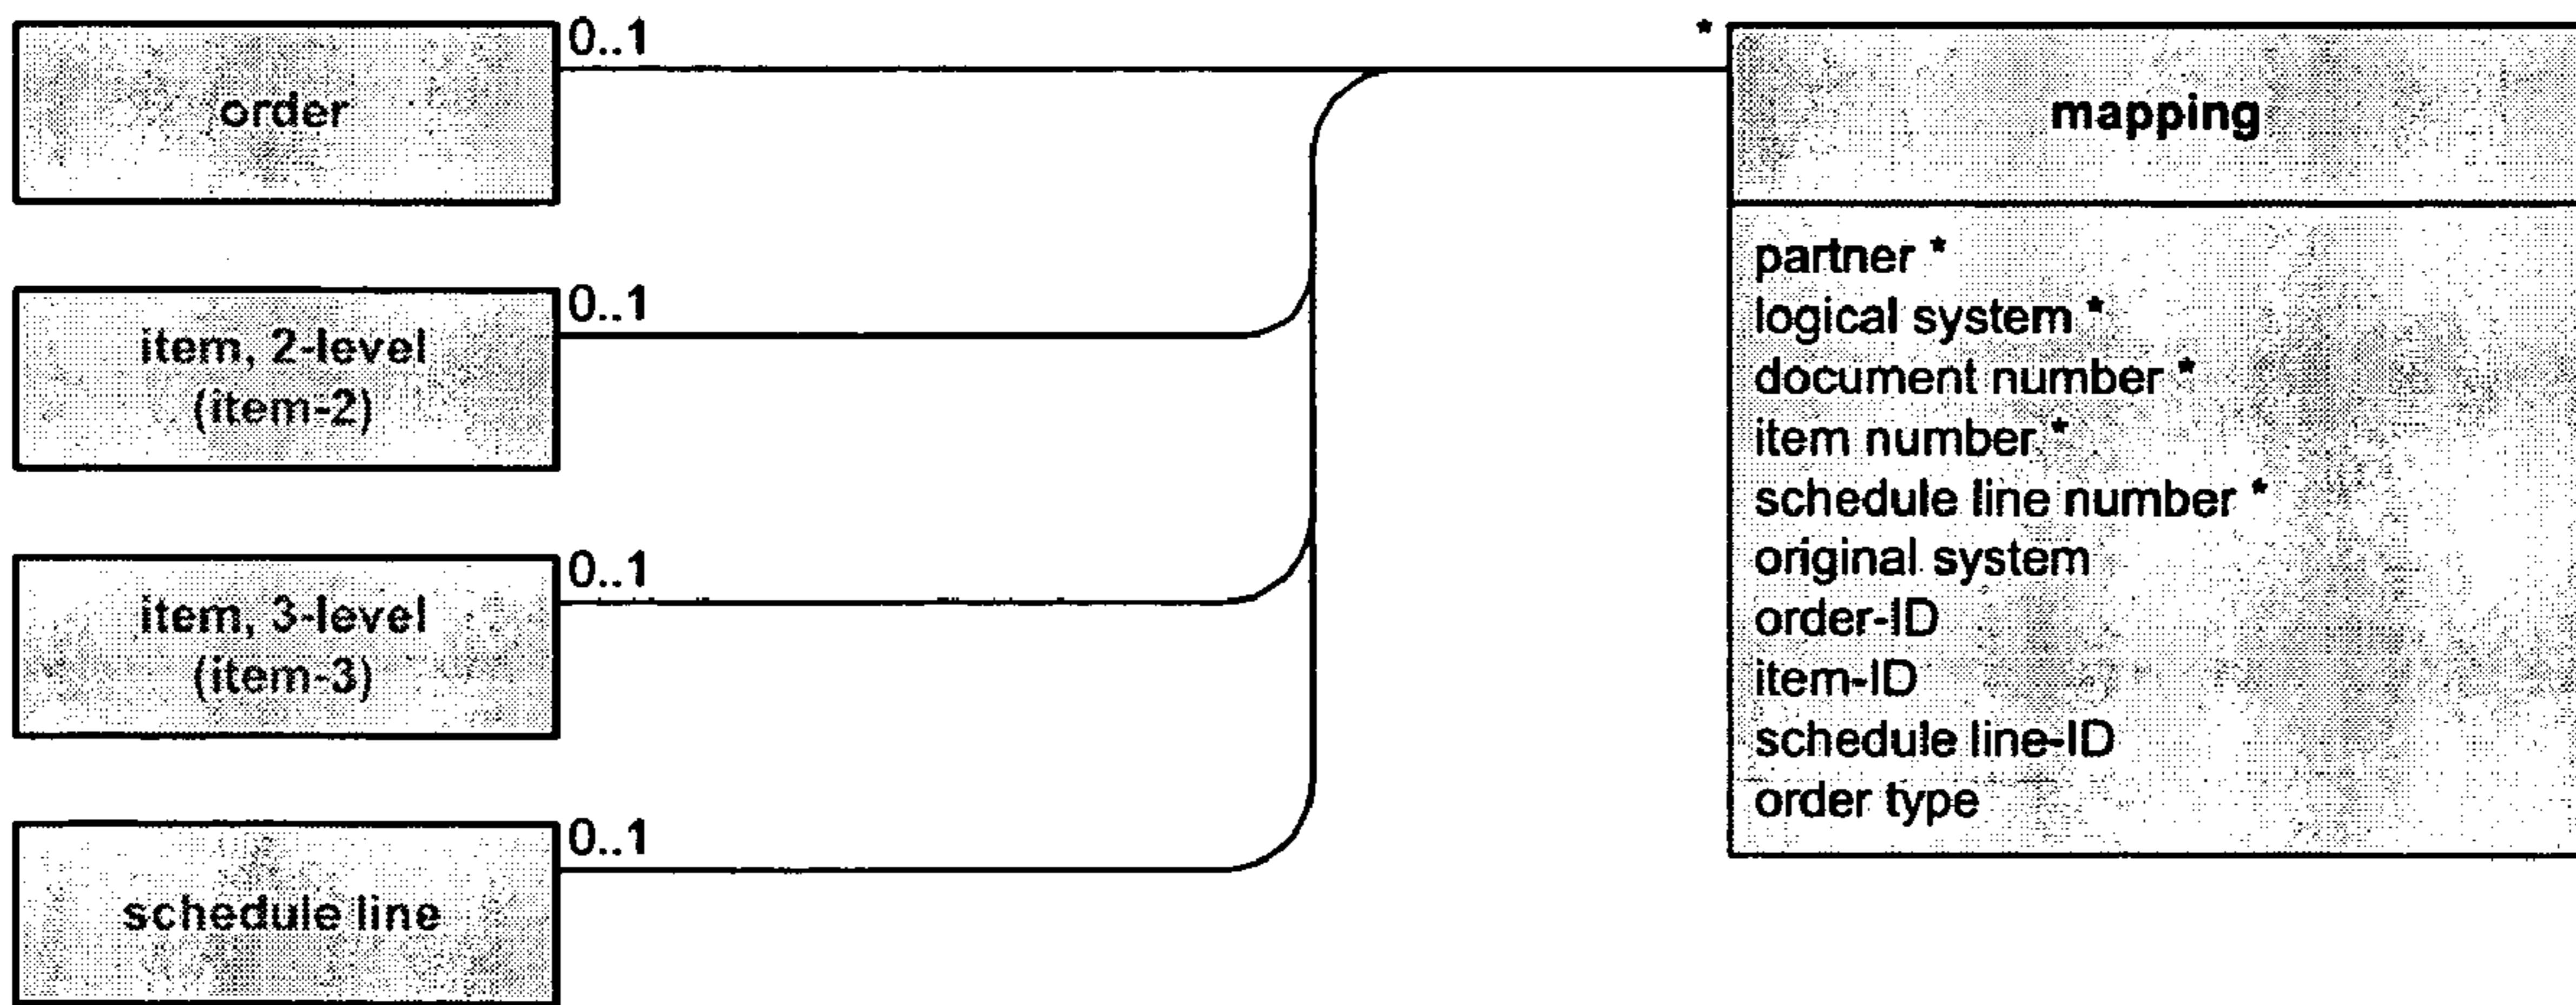 order
0..1
item, 2-level
(item-2)
0..1
item, 3-level
(item-3)
0..1
schedule line
0..1
*
mapping
partner *
logical system *
document number *
item number *
schedule line number *
original system
order-ID
item-ID
schedule line-ID
order type